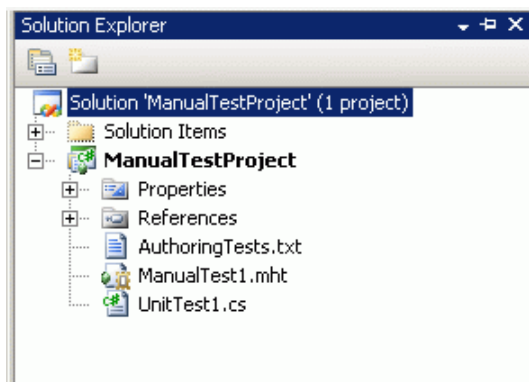 Solution Explorer
Solution 'ManualTestProject' (1 project)
Solution Items
ManualTestProject
Properties
References
AuthoringTests.txt
ManualTest1.mht
UnitTest1.cs